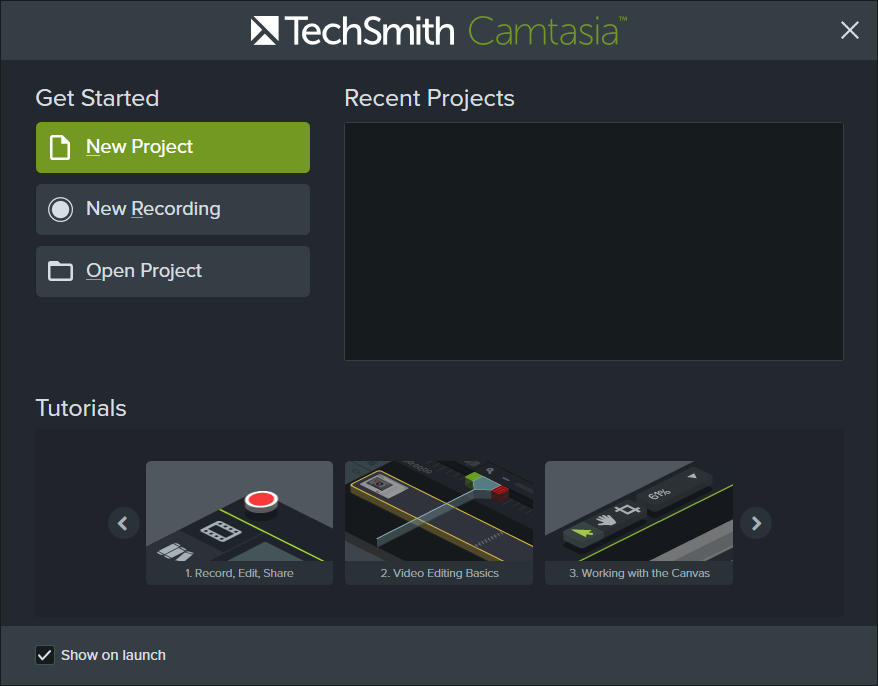 TechSmith Camtasia™
Get Started
New Project
New Recording
Open Project
Recent Projects
Tutorials
61%
1. Record, Edit, Share
2. Video Editing Basics
3. Working with the Canvas
Show on launch